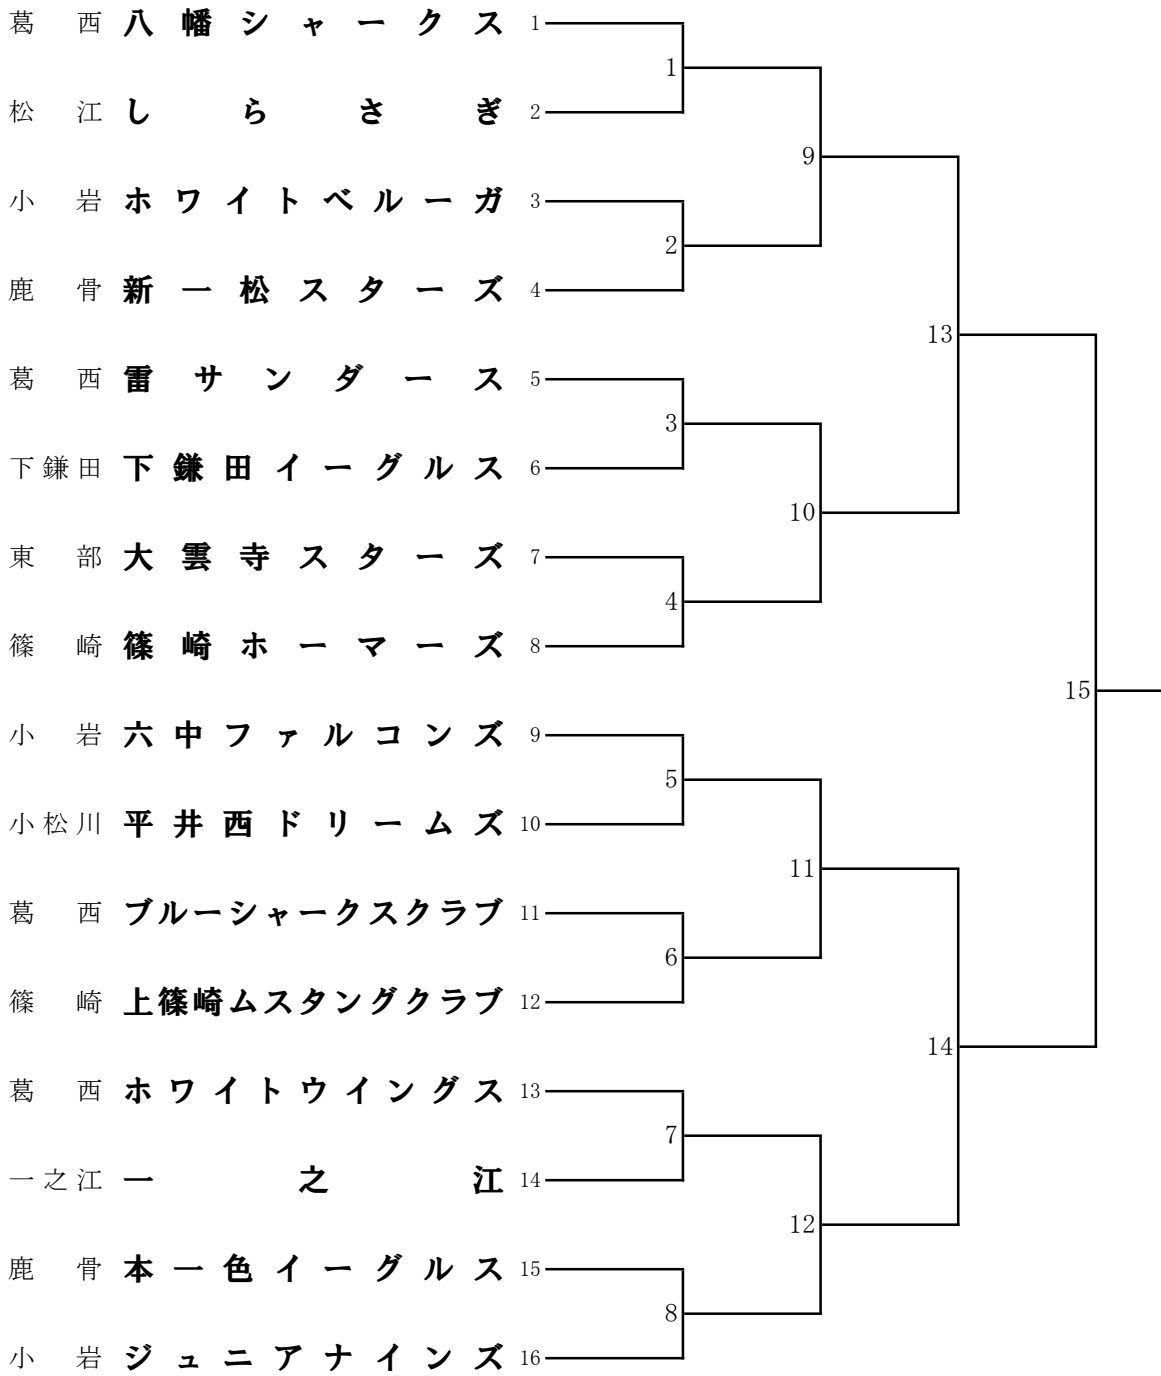 葛西 八幡シャークス 1
1
松江 しらさぎ 2
9
小岩 ホワイトベルーガ 3
2
鹿骨 新一松スターズ 4
13
葛西 雷サンダース 5
3
下鎌田 下鎌田イーグルス 6
10
東部 大雲寺スターズ 7
4
篠崎 篠崎ホーマーズ 8
15
小岩 六中ファルコンズ 9
5
小松川 平井西ドリームズ 10
11
葛西 ブルーシャークスクラブ 11
6
篠崎 上篠崎ムスタングクラブ 12
14
葛西 ホワイトウイングス 13
7
一之江 一之江 14
12
鹿骨 本一色イーグルス 15
8
小岩 ジュニアナインズ 16